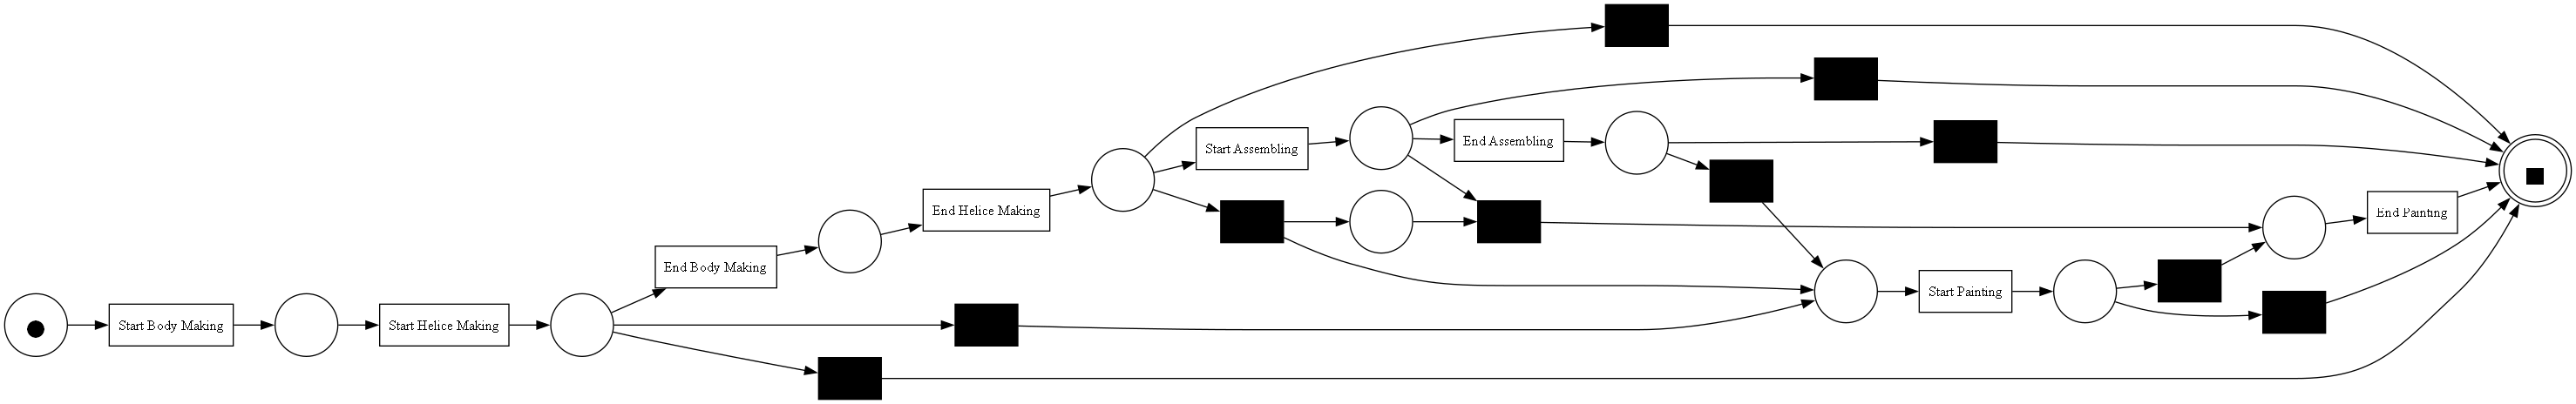 Start Body Making
Start Helice Making
End Body Making
End Helice Making
Start Assembling
End Assembling
Start Painting
End Painting